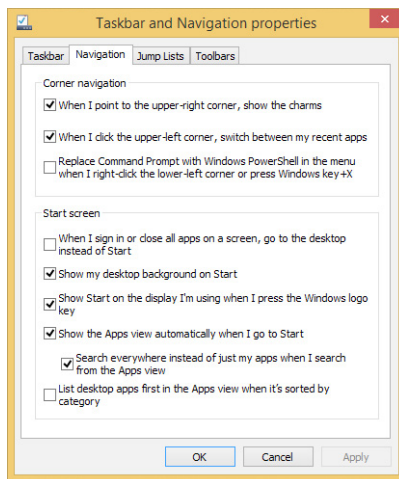 Taskbar and Navigation properties
Taskbar Navigation Jump Lists Toolbars
Corner navigation
When I point to the upper-right corner, show the charms
When I click the upper-left corner, switch between my recent apps
Replace Command Prompt with Windows PowerShell in the menu
when I right-click the lower-left corner or press Windows key+X
Start screen
When I sign in or close all apps on a screen, go to the desktop
instead of Start
Show my desktop background on Start
Show Start on the display I'm using when I press the Windows logo
key
Show the Apps view automatically when I go to Start
Search everywhere instead of just my apps when I search
from the Apps view
List desktop apps first in the Apps view when it's sorted by
category
OK Cancel Apply